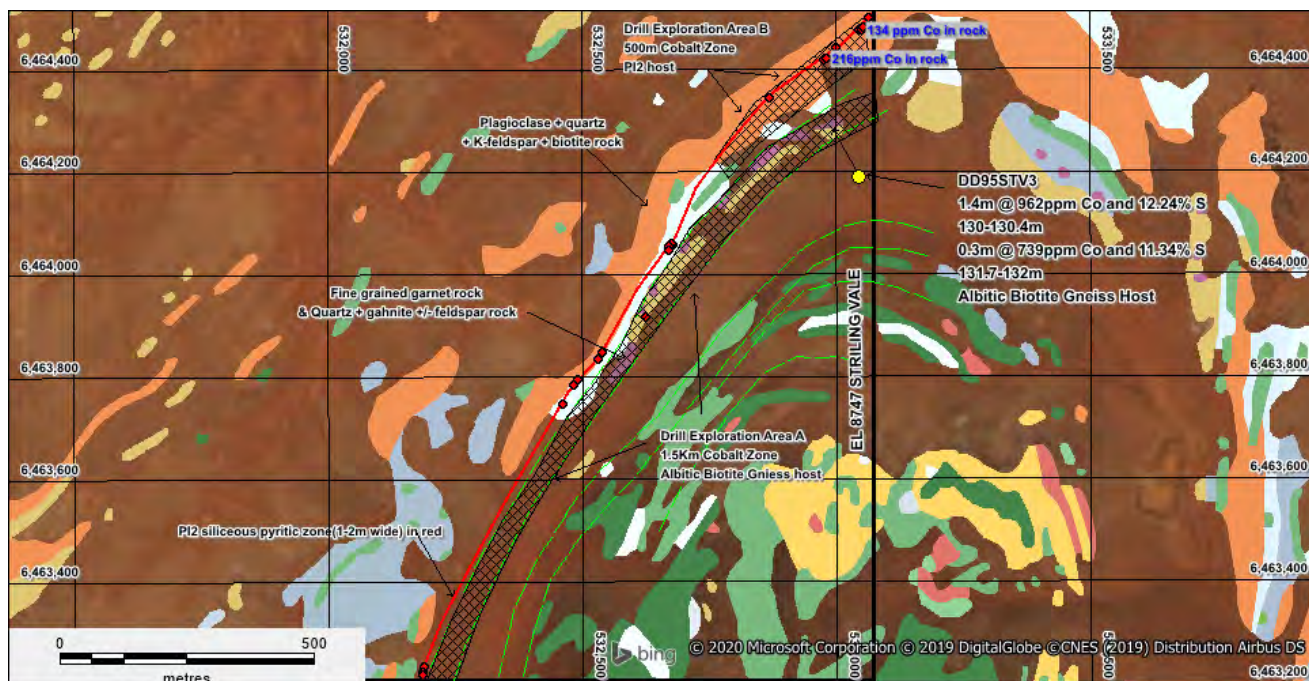 532,000
532,500
533,500
6,464,400
6,464,400
Drill Exploration Area B
500m Cobalt Zone
PI2 host
134 ppm Co in rock
216ppm Co in rock
Plagioclase + quartz
+ K-feldspar + biotite rock
6,464,200
6,464,200
DD95STV3
1.4m @ 962ppm Co and 12.24% S
130-130.4m
0.3m @ 739ppm Co and 11.34% S
131.7-132m
Albitic Biotite Gneiss Host
6,464,000
6,464,000
Fine grained garnet rock
& Quartz + gahnite +/- feldspar rock
EL 8747 STRILING VALE
6,463,800
6,463,800
Drill Exploration Area A
1.5Km Cobalt Zone
Albitic Biotite Gniess host
6,463,600
6,463,600
PI2 siliceous pyritic zone(1-2m wide) in red
6,463,400
6,463,400
0 500
metres
532,500
bing
© 2020 Microsoft Corporation © 2019 DigitalGlobe ©CNES (2019) Distribution Airbus DS
6,463,200